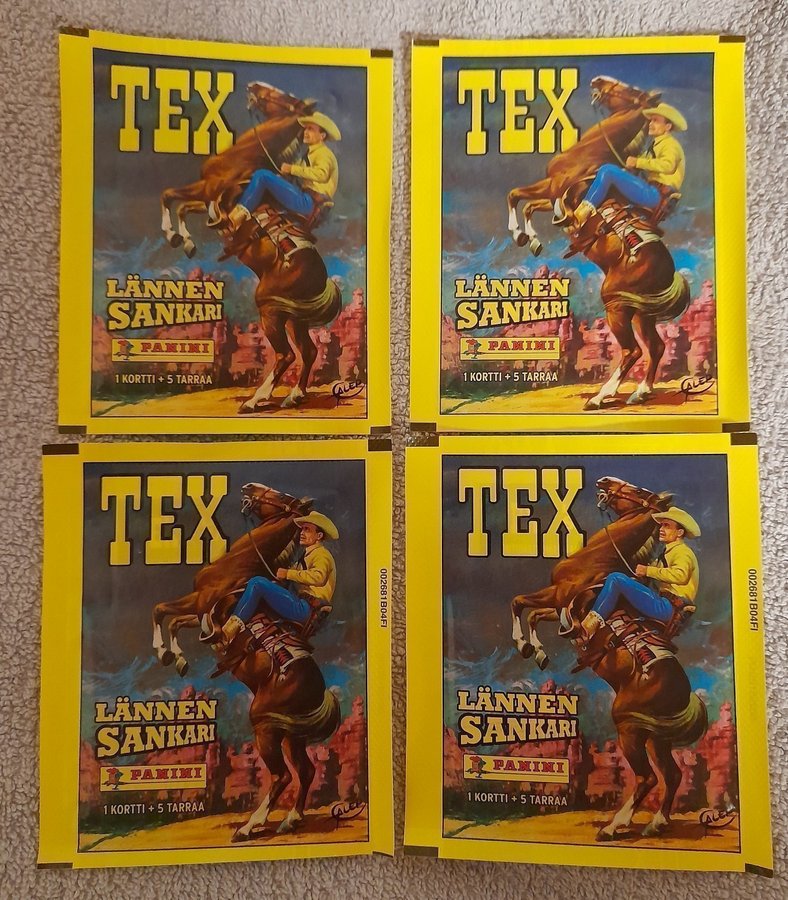 TEX
LÄNNEN
SANKARI
PANINI
1 KORTTI + 5 TARRAA
TEX
LÄNNEN
SANKARI
PANINI
1 KORTTI + 5 TARRAA
TEX
LÄNNEN
SANKARI
PANINI
1 KORTTI + 5 TARRAA
002681B04FI
TEX
LÄNNEN
SANKARI
PANINI
1 KORTTI + 5 TARRAA
002681B04FI